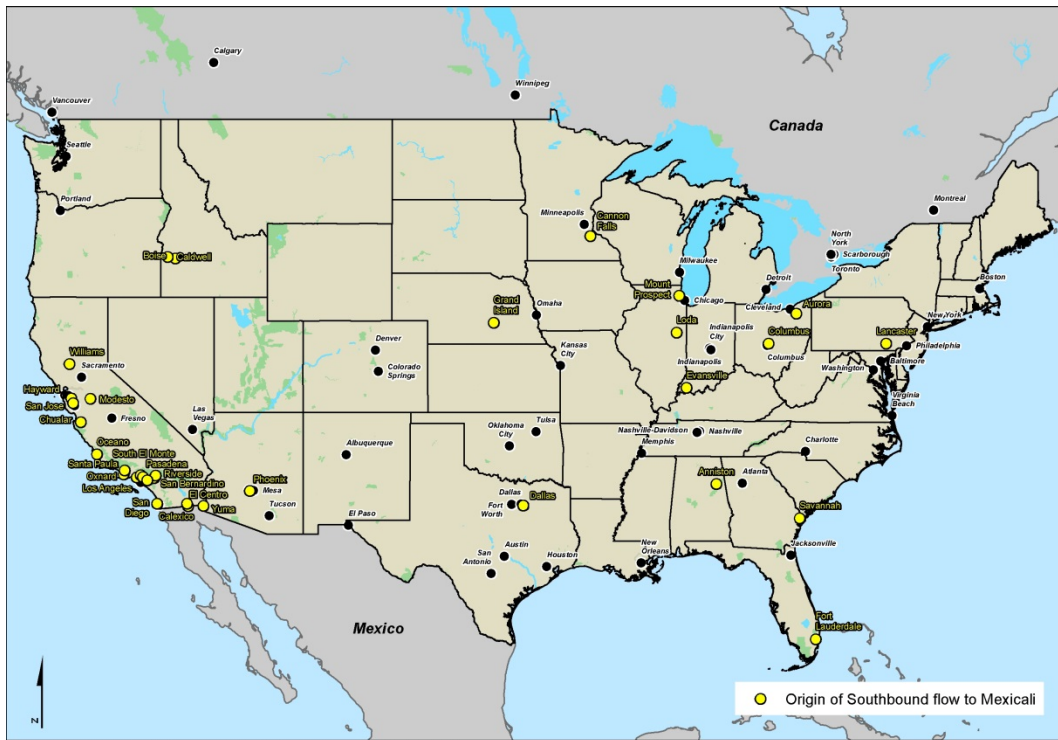 Calgary
Winnipeg
Vancouver
Canada
Seattle
Montreal
Portland
Minneapolis
Cannon
Falls
North
York
Scarborough
Toronto
Boise
Caldwell
Milwaukee
Detroit
Boston
Mount
Prospect
Chicago
Cleveland
Aurora
Grand
Island
Omaha
New York
Loda
Indianapolis
City
Columbus
Lancaster
Philadelphia
Indianapolis
Columbus
Baltimore
Washington
Williams
Sacramento
Denver
Colorado
Springs
Kansas
City
Evansville
Virginia
Beach
Hayward
San Jose
Modesto
Chualar
Fresno
Las
Vegas
Oklahoma
City
Tulsa
Nashville-Davidson
Nashville
Memphis
Charlotte
Oceano
South El Monte
Santa Paula
Pasadena
Oxnard
Riverside
Los Angeles
San Bernardino
Albuquerque
Phoenix
Mesa
Anniston
Atlanta
San
Diego
El Centro
Calexico
Yuma
Tucson
El Paso
Dallas
Fort
Worth
Dallas
Savannah
Austin
San
Antonio
Houston
New
Orleans
Jacksonville
Mexico
Fort
Lauderdale
N
Origin of Southbound flow to Mexicali